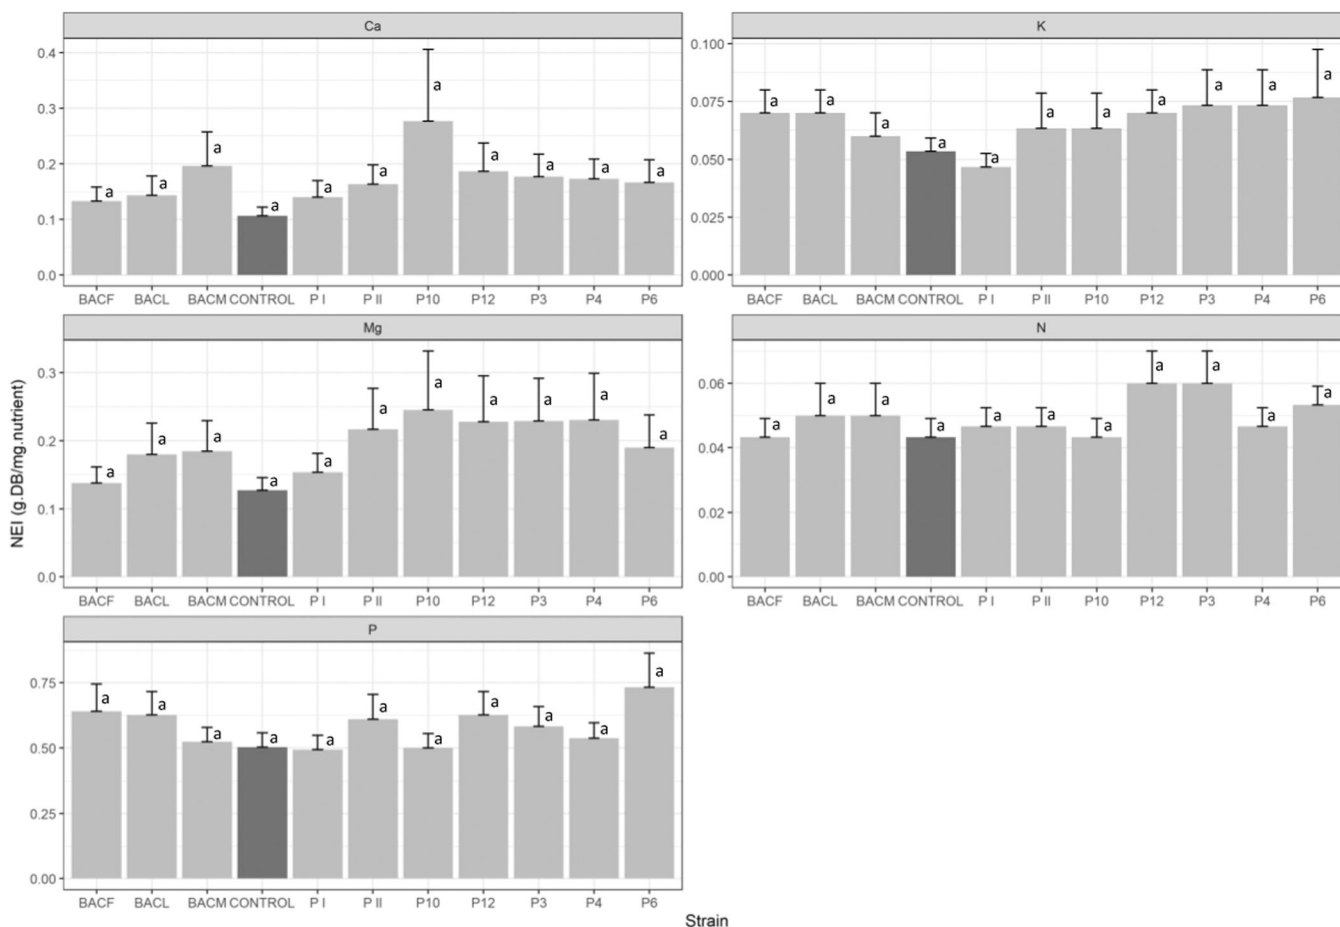 Ca
0.4
0.3
0.2
0.1
0.0
a a a a a a a a a a a
BACF BACL BACM CONTROL P I P II P10 P12 P3 P4 P6
K
0.100
0.075
0.050
0.025
0.000
a a a a a a a a a a a
BACF BACL BACM CONTROL P I P II P10 P12 P3 P4 P6
NEI (g.DB/mg.nutrient)
Mg
0.3
0.2
0.1
0.0
a a a a a a a a a a a
BACF BACL BACM CONTROL P I P II P10 P12 P3 P4 P6
N
0.06
0.04
0.02
0.00
a a a a a a a a a a a
BACF BACL BACM CONTROL P I P II P10 P12 P3 P4 P6
P
0.75
0.50
0.25
0.00
a a a a a a a a a a a
BACF BACL BACM CONTROL P I P II P10 P12 P3 P4 P6
Strain